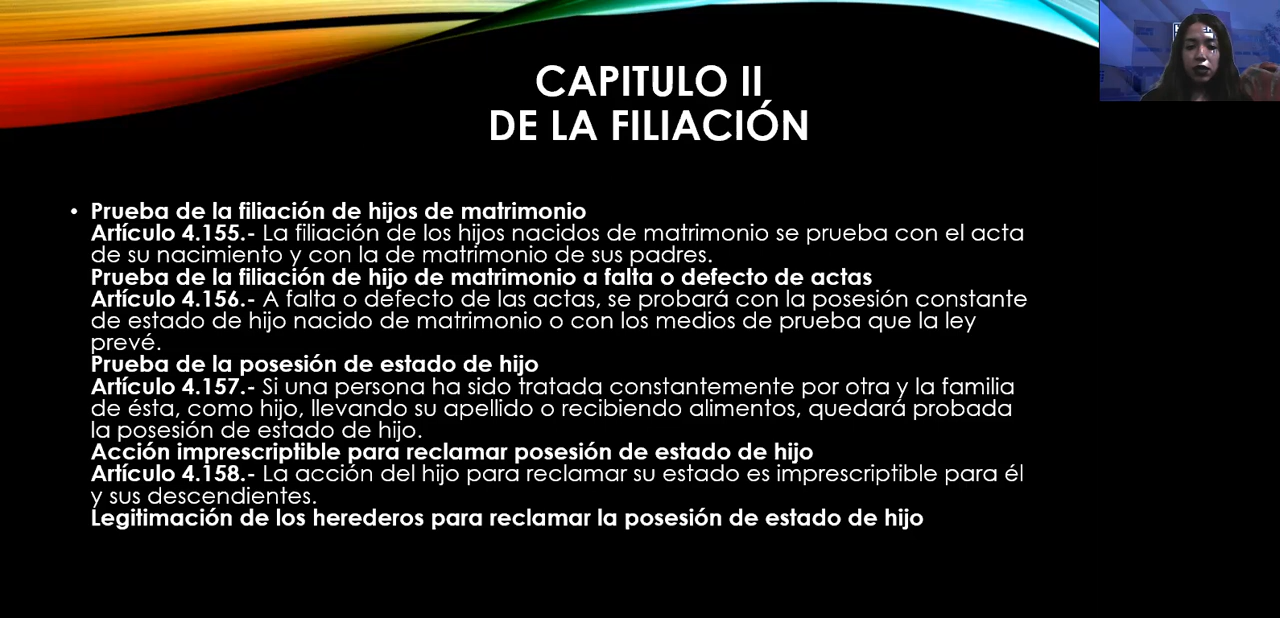 CAPITULO II
DE LA FILIACIÓN
• Prueba de la filiación de hijos de matrimonio
Artículo 4.155.- La filiación de los hijos nacidos de matrimonio se prueba con el acta
de su nacimiento y con la de matrimonio de sus padres.
Prueba de la filiación de hijo de matrimonio a falta o defecto de actas
Artículo 4.156.- A falta o defecto de las actas, se probará con la posesión constante
de estado de hijo nacido de matrimonio o con los medios de prueba que la ley
prevé.
Prueba de la posesión de estado de hijo
Artículo 4.157.- Si una persona ha sido tratada constantemente por otra y la familia
de ésta, como hijo, llevando su apellido o recibiendo alimentos, quedará probada
la posesión de estado de hijo.
Acción imprescriptible para reclamar posesión de estado de hijo
Artículo 4.158.- La acción del hijo para reclamar su estado es imprescriptible para él
y sus descendientes.
Legitimación de los herederos para reclamar la posesión de estado de hijo